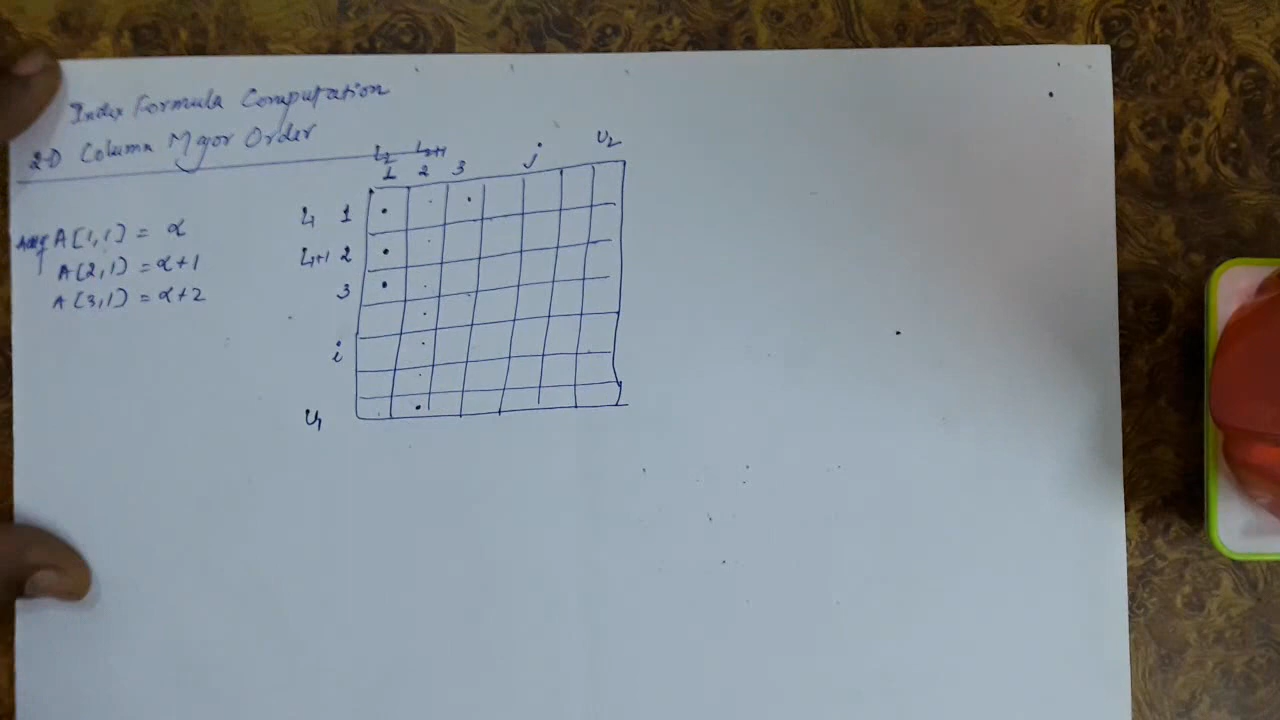 Index Formula Computation
2-D Column Mgor Order
L2 L2+1
1 2 3 j U2
L1 1
A[1,1] = α
L1+1 2
A[2,1] = α+1
3
A[3,1] = α+2
i
U1